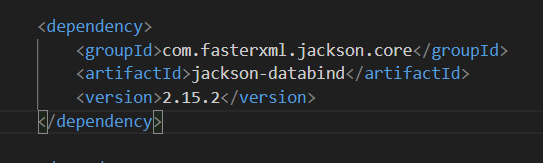 <dependency>
<groupId>com.fasterxml.jackson.core</groupId>
<artifactId>jackson-databind</artifactId>
<version>2.15.2</version>
</dependency>